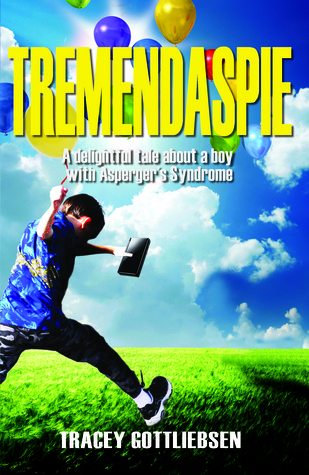 TREMENDASPIE
A delightful tale about a boy
with Asperger's Syndrome
TRACEY GOTTLIEBSEN